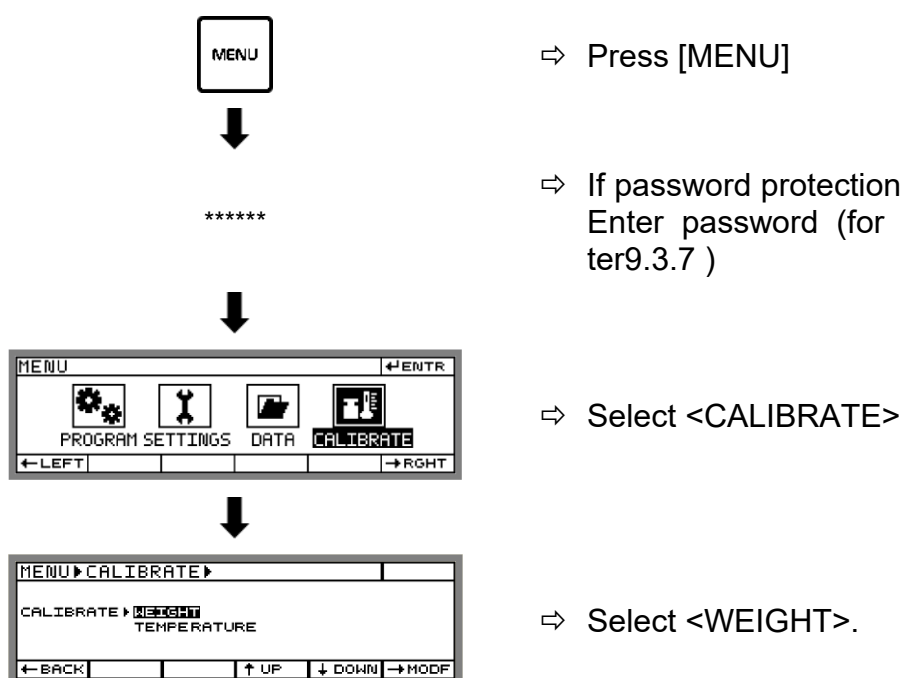 MENU
⇨ Press [MENU]
******
⇨ If password protection
Enter password (for
ter9.3.7 )
MENU ↵ENTR
PROGRAM SETTINGS DATA CALIBRATE
←LEFT →RGHT
⇨ Select <CALIBRATE>
MENU▶CALIBRATE▶
CALIBRATE▶WEIGHT
TEMPERATURE
←BACK ↑UP ↓DOWN →MODF
⇨ Select <WEIGHT>.